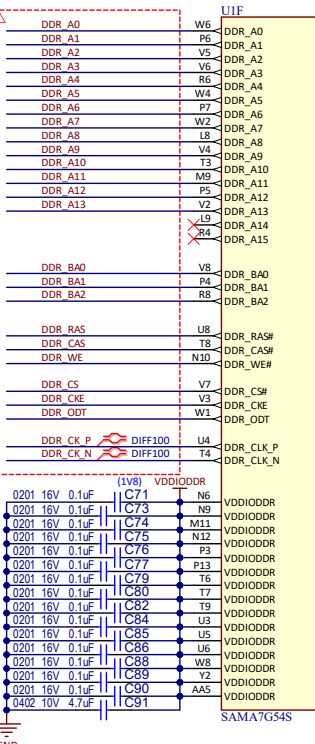 U1F
DDR_A0 W6 DDR_A0
DDR_A1 P6 DDR_A1
DDR_A2 V5 DDR_A2
DDR_A3 V6 DDR_A3
DDR_A4 R6 DDR_A4
DDR_A5 W4 DDR_A5
DDR_A6 P7 DDR_A6
DDR_A7 W2 DDR_A7
DDR_A8 L8 DDR_A8
DDR_A9 V4 DDR_A9
DDR_A10 T3 DDR_A10
DDR_A11 M9 DDR_A11
DDR_A12 P5 DDR_A12
DDR_A13 V2 DDR_A13
L9 DDR_A14
R4 DDR_A15
DDR_BA0 V8 DDR_BA0
DDR_BA1 P4 DDR_BA1
DDR_BA2 R8 DDR_BA2
DDR_RAS U8 DDR_RAS#
DDR_CAS T8 DDR_CAS#
DDR_WE N10 DDR_WE#
DDR_CS V7 DDR_CS#
DDR_CKE V3 DDR_CKE
DDR_ODT W1 DDR_ODT
DDR_CK_P DIFF100 U4 DDR_CLK_P
DDR_CK_N DIFF100 T4 DDR_CLK_N
(1V8) VDDIODDR
0201 16V 0.1uF C71 N6 VDDIODDR
0201 16V 0.1uF C73 N9 VDDIODDR
0201 16V 0.1uF C74 M11 VDDIODDR
0201 16V 0.1uF C75 N12 VDDIODDR
0201 16V 0.1uF C76 P3 VDDIODDR
0201 16V 0.1uF C77 P13 VDDIODDR
0201 16V 0.1uF C79 T6 VDDIODDR
0201 16V 0.1uF C80 T7 VDDIODDR
0201 16V 0.1uF C82 T9 VDDIODDR
0201 16V 0.1uF C84 U3 VDDIODDR
0201 16V 0.1uF C85 U5 VDDIODDR
0201 16V 0.1uF C86 U6 VDDIODDR
0201 16V 0.1uF C88 W8 VDDIODDR
0201 16V 0.1uF C89 Y2 VDDIODDR
0201 16V 0.1uF C90 AA5 VDDIODDR
0402 10V 4.7uF C91
SAMA7G54S